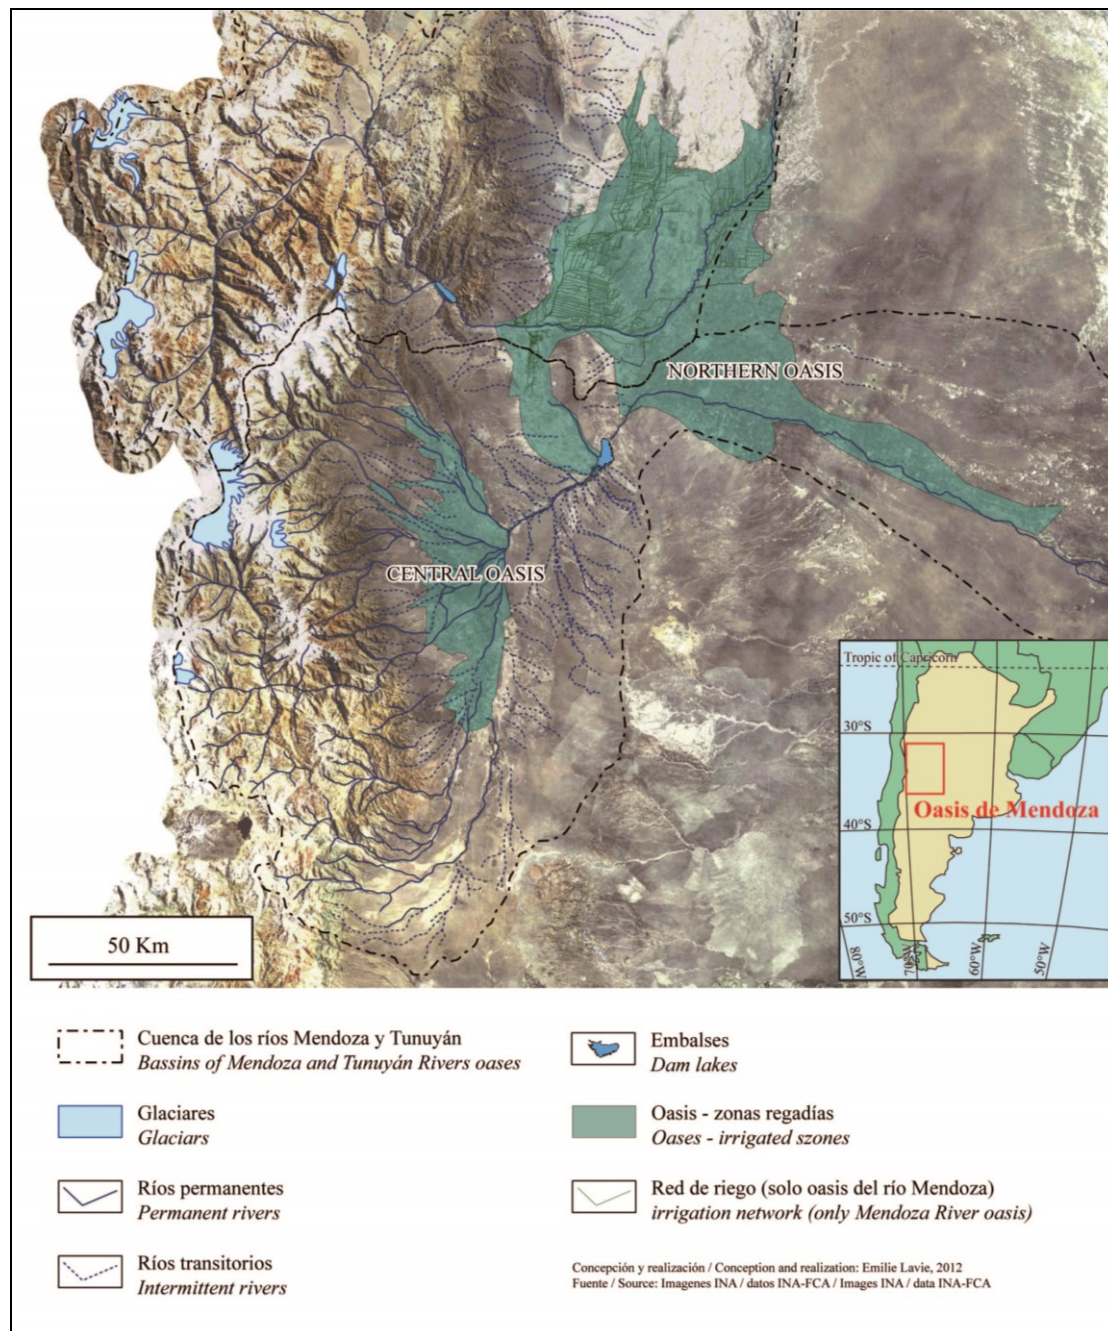 NORTHERN OASIS
CENTRAL OASIS
Tropic of Capricorn
30°S
Oasis de Mendoza
40°S
50°S
80°W
70°W
60°W
50°W
50 Km
Cuenca de los ríos Mendoza y Tunuyán
Bassins of Mendoza and Tunuyán Rivers oases
Glaciares
Glaciars
Ríos permanentes
Permanent rivers
Ríos transitorios
Intermittent rivers
Embalses
Dam lakes
Oasis - zonas regadías
Oases - irrigated szones
Red de riego (solo oasis del río Mendoza)
irrigation network (only Mendoza River oasis)
Concepción y realización / Conception and realization: Emilie Lavie, 2012
Fuente / Source: Imagenes INA / datos INA-FCA / Images INA / data INA-FCA